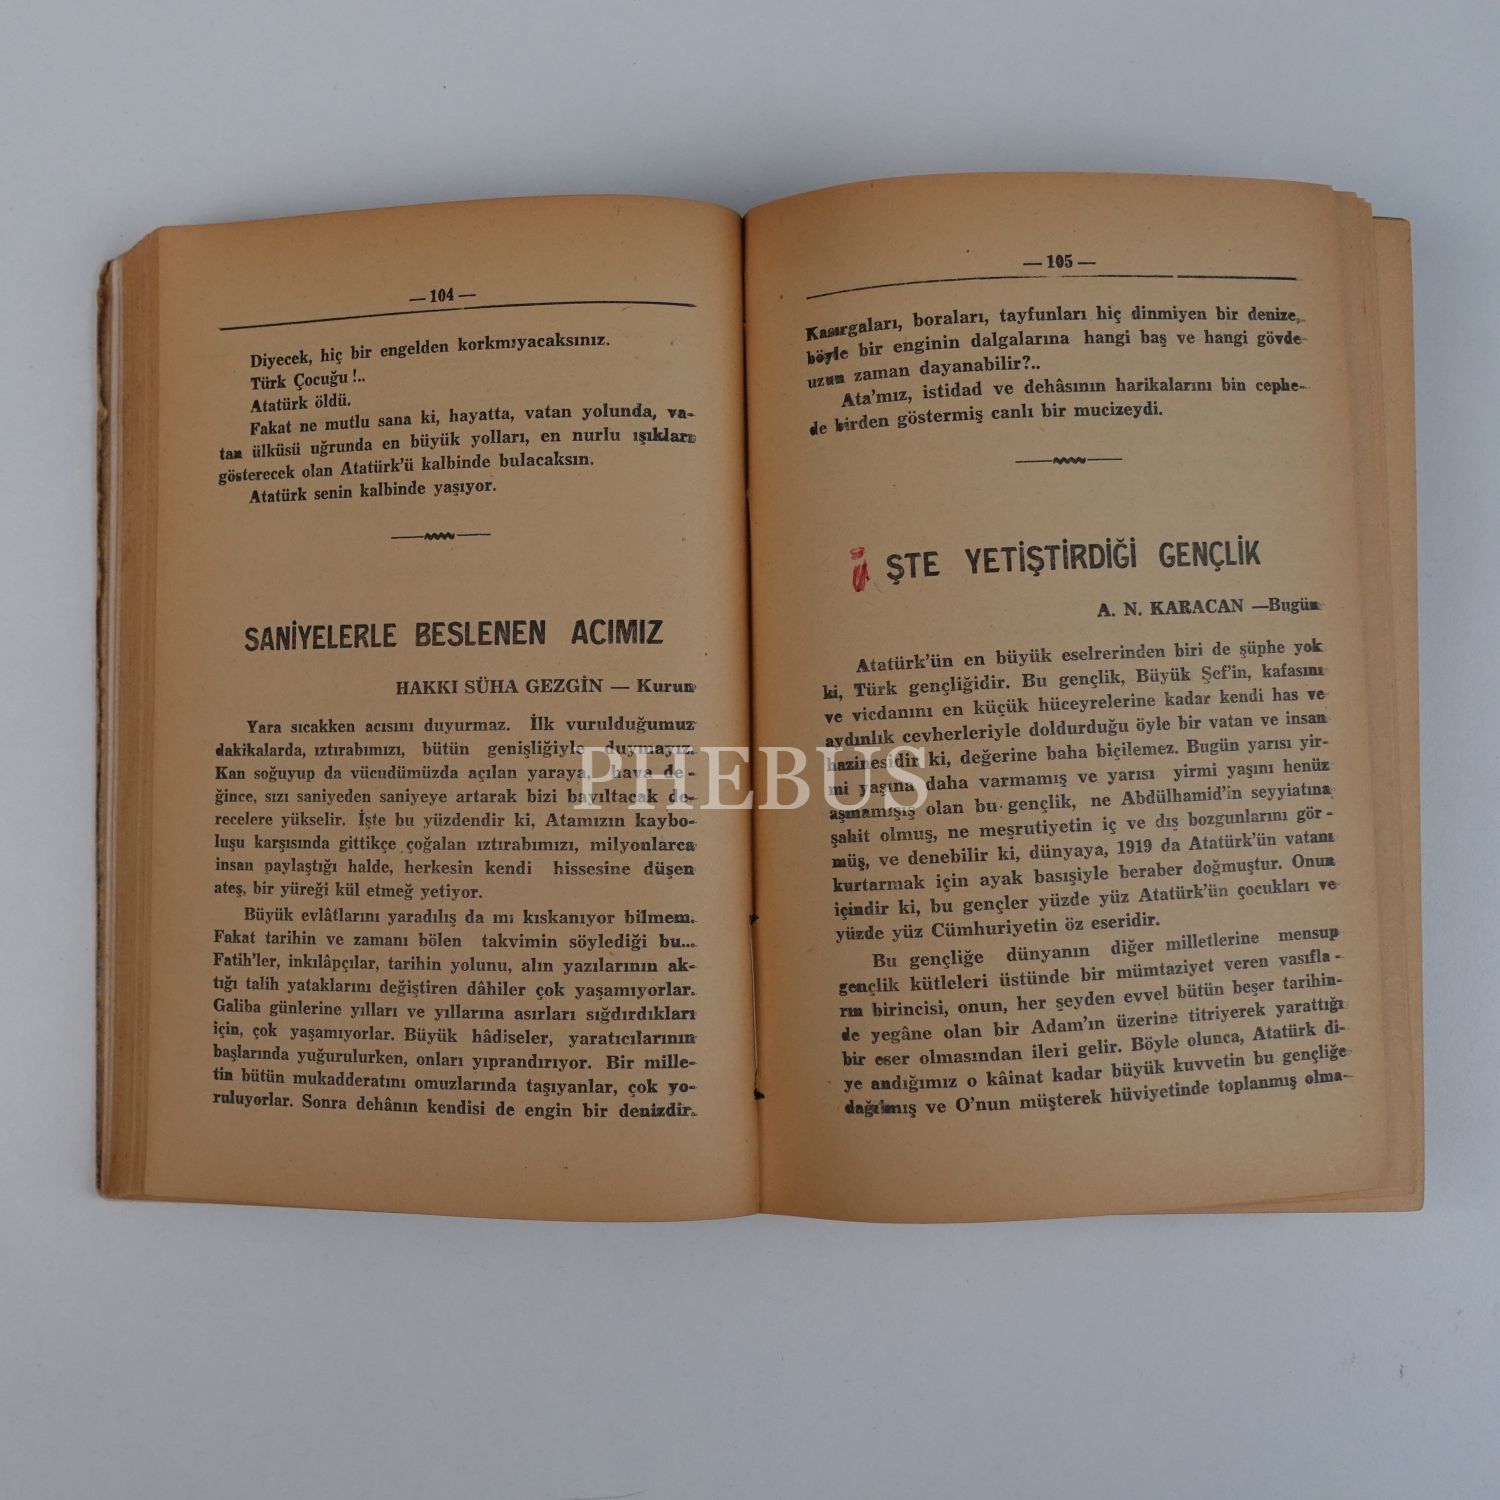 — 104 —
Diyecek, hiç bir engelden korkmıyacaksınız.
Türk Çocuğu!..
Atatürk öldü.
Fakat ne mutlu sana ki, hayatta, vatan yolunda, va-
tan ülküsü uğrunda en büyük yolları, en nurlu ışıkları
gösterecek olan Atatürk'ü kalbinde bulacaksın.
Atatürk senin kalbinde yaşıyor.
SANİYELERLE BESLENEN ACIMIZ
HAKKI SÜHA GEZGİN — Kurun
Yara sıcakken acısını duyurmaz. İlk vurulduğumuz
dakikalarda, ıztırabımızı, bütün genişliğiyle duymayız.
Kan soğuyup da vücudümüzda açılan yaraya, hava de-
ğince, sızı saniyeden saniyeye artarak bizi bayıltacak de-
recelere yükselir. İşte bu yüzdendir ki, Atamızın kaybo-
luşu karşısında gittikçe çoğalan ıztırabımızı, milyonlarca
insan paylaştığı halde, herkesin kendi hissesine düşen
ateş, bir yüreği kül etmeğ yetiyor.
Büyük evlâtlarını yaradılış da mı kıskanıyor bilmem.
Fakat tarihin ve zamanı bölen takvimin söylediği bu...
Fatih'ler, inkılâpçılar, tarihin yolunu, alın yazılarının ak-
tığı talih yataklarını değiştiren dâhiler çok yaşamıyorlar.
Galiba günlerine yılları ve yıllarına asırları sığdırdıkları
için, çok yaşamıyorlar. Büyük hâdiseler, yaratıcılarının
başlarında yuğurulurken, onları yıprandırıyor. Bir mille-
tin bütün mukadderatını omuzlarında taşıyanlar, çok yo-
ruluyorlar. Sonra dehânın kendisi de engin bir denizdir.
— 105 —
Kasırgaları, boraları, tayfunları hiç dinmiyen bir denize,
böyle bir enginin dalgalarına hangi baş ve hangi gövde
uzun zaman dayanabilir?..
Ata'mız, istidad ve dehâsının harikalarını bin cephe-
de birden göstermiş canlı bir mucizeydi.
İŞTE YETİŞTİRDİĞİ GENÇLİK
A. N. KARACAN —Bugün
Atatürk'ün en büyük eselrerinden biri de şüphe yok
ki, Türk gençliğidir. Bu gençlik, Büyük Şef'in, kafasını
ve vicdanını en küçük hüceyrelerine kadar kendi has ve
aydınlık cevherleriyle doldurduğu öyle bir vatan ve insan
hazinesidir ki, değerine baha biçilemez. Bugün yarısı yir-
mi yaşına daha varmamış ve yarısı yirmi yaşını henüz
aşmamışış olan bu gençlik, ne Abdülhamid'in seyyiatına
şahit olmuş, ne meşrutiyetin iç ve dış bozgunlarını gör-
müş, ve denebilir ki, dünyaya, 1919 da Atatürk'ün vatanı
kurtarmak için ayak basışiyle beraber doğmuştur. Onun
içindir ki, bu gençler yüzde yüz Atatürk'ün çocukları ve
yüzde yüz Cümhuriyetin öz eseridir.
Bu gençliğe dünyanın diğer milletlerine mensup
gençlik kütleleri üstünde bir mümtaziyet veren vasıfla-
rın birincisi, onun, her şeyden evvel bütün beşer tarihin-
de yegâne olan bir Adam'ın üzerine titriyerek yarattığı
bir eser olmasından ileri gelir. Böyle olunca, Atatürk di-
ye andığımız o kâinat kadar büyük kuvvetin bu gençliğe
dağılmış ve O'nun müşterek hüviyetinde toplanmış olma-
PHEBUS